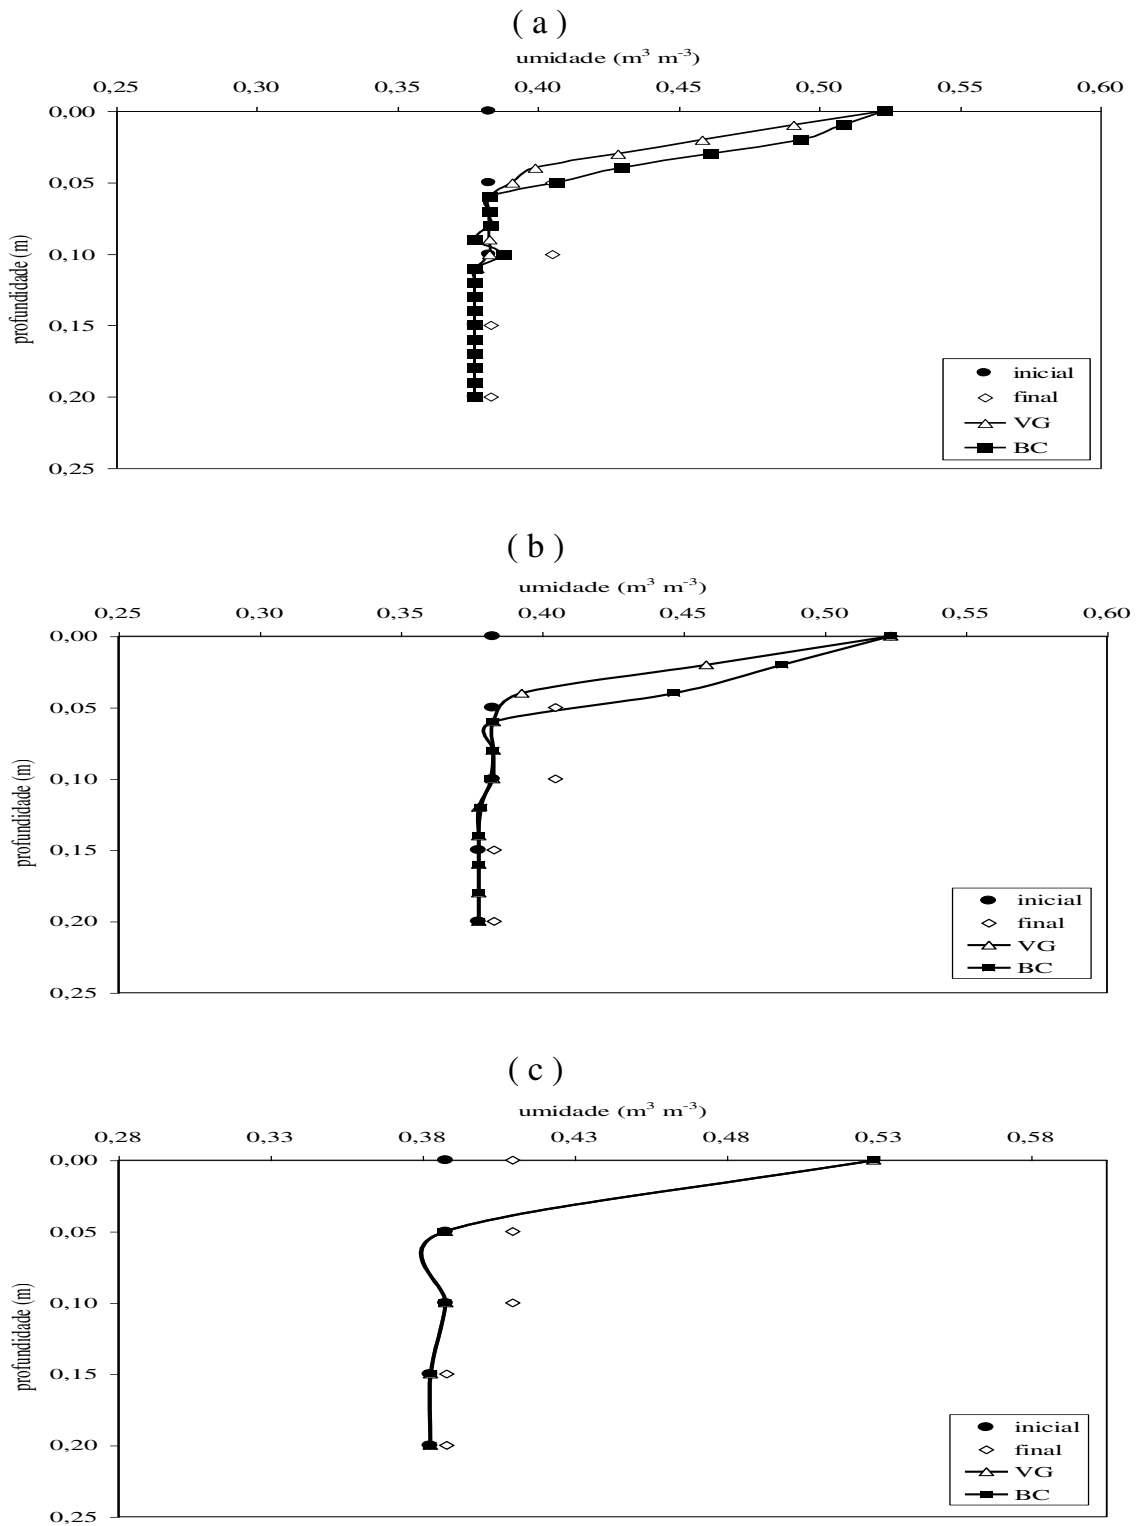 ( a )
umidade (m³ m⁻³)
0,25 0,30 0,35 0,40 0,45 0,50 0,55 0,60
0,00
0,05
0,10
0,15
0,20
0,25
profundidade (m)
inicial
final
VG
BC
( b )
umidade (m³ m⁻³)
0,25 0,30 0,35 0,40 0,45 0,50 0,55 0,60
0,00
0,05
0,10
0,15
0,20
0,25
profundidade (m)
inicial
final
VG
BC
( c )
umidade (m³ m⁻³)
0,28 0,33 0,38 0,43 0,48 0,53 0,58
0,00
0,05
0,10
0,15
0,20
0,25
profundidade (m)
inicial
final
VG
BC